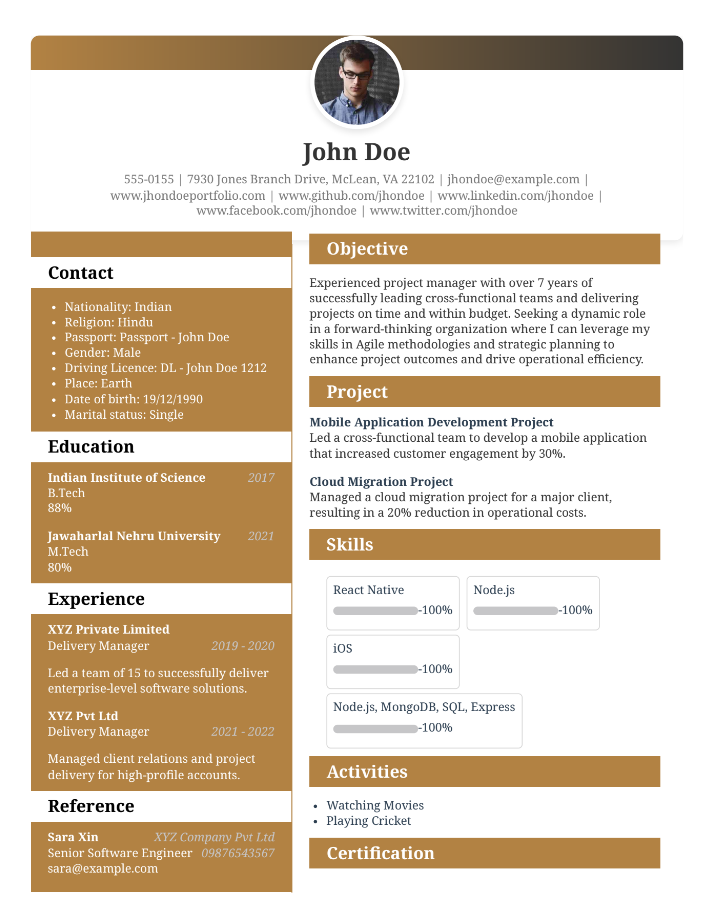 John Doe
555-0155 | 7930 Jones Branch Drive, McLean, VA 22102 | jhondoe@example.com |
www.jhondoeportfolio.com | www.github.com/jhondoe | www.linkedin.com/jhondoe |
www.facebook.com/jhondoe | www.twitter.com/jhondoe
Contact
• Nationality: Indian
• Religion: Hindu
• Passport: Passport - John Doe
• Gender: Male
• Driving Licence: DL - John Doe 1212
• Place: Earth
• Date of birth: 19/12/1990
• Marital status: Single
Education
Indian Institute of Science 2017
B.Tech
88%
Jawaharlal Nehru University 2021
M.Tech
80%
Experience
XYZ Private Limited
Delivery Manager 2019 - 2020
Led a team of 15 to successfully deliver
enterprise-level software solutions.
XYZ Pvt Ltd
Delivery Manager 2021 - 2022
Managed client relations and project
delivery for high-profile accounts.
Reference
Sara Xin XYZ Company Pvt Ltd
Senior Software Engineer 09876543567
sara@example.com
Objective
Experienced project manager with over 7 years of
successfully leading cross-functional teams and delivering
projects on time and within budget. Seeking a dynamic role
in a forward-thinking organization where I can leverage my
skills in Agile methodologies and strategic planning to
enhance project outcomes and drive operational efficiency.
Project
Mobile Application Development Project
Led a cross-functional team to develop a mobile application
that increased customer engagement by 30%.
Cloud Migration Project
Managed a cloud migration project for a major client,
resulting in a 20% reduction in operational costs.
Skills
React Native
-100%
Node.js
-100%
iOS
-100%
Node.js, MongoDB, SQL, Express
-100%
Activities
• Watching Movies
• Playing Cricket
Certification